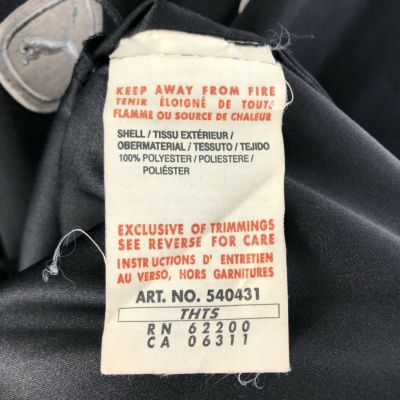 KEEP AWAY FROM FIRE
TENIR ÉLOIGNÉ DE TOUTE
FLAMME OU SOURCE DE CHALEUR
SHELL / TISSU EXTÉRIEUR /
OBERMATERIAL / TESSUTO / TEJIDO
100% POLYESTER / POLIESTERE /
POLIÉSTER
EXCLUSIVE OF TRIMMINGS
SEE REVERSE FOR CARE
INSTRUCTIONS D' ENTRETIEN
AU VERSO, HORS GARNITURES
ART. NO. 540431
THTS
RN 62200
CA 06311